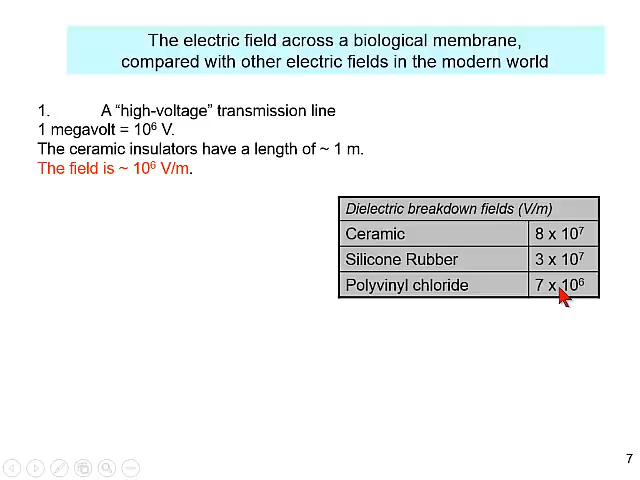 The electric field across a biological membrane,
compared with other electric fields in the modern world
1. A “high-voltage” transmission line
1 megavolt = 10⁶ V.
The ceramic insulators have a length of ~ 1 m.
The field is ~ 10⁶ V/m.
Dielectric breakdown fields (V/m)
Ceramic 8 x 10⁷
Silicone Rubber 3 x 10⁷
Polyvinyl chloride 7 x 10⁶
7